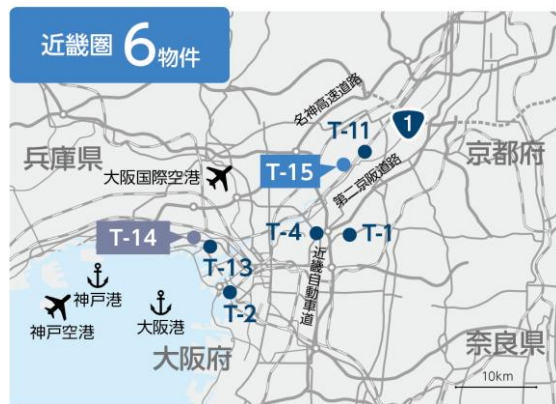 近畿圏 6物件
名神高速道路
1
T-11
兵庫県
京都府
大阪国際空港
T-15
第二京阪道路
T-14
T-4
T-1
T-13
近畿自動車道
神戸港
T-2
神戸空港
大阪港
大阪府
奈良県
10km